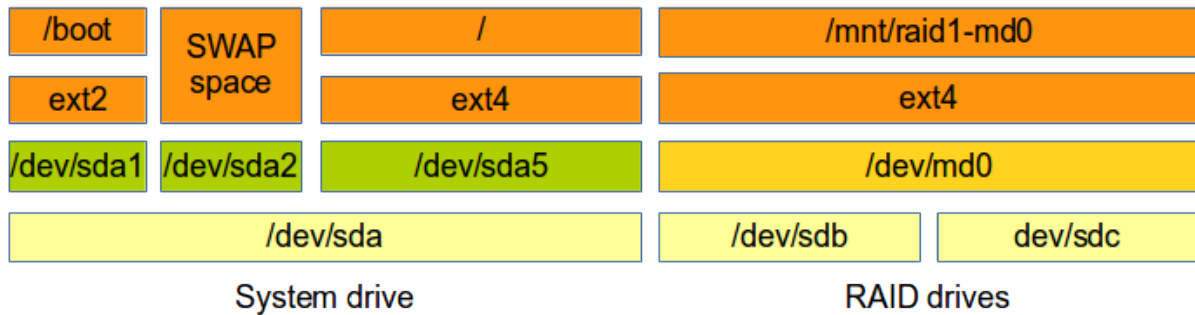 /boot
SWAP
space
/
/mnt/raid1-md0
ext2
ext4
ext4
/dev/sda1
/dev/sda2
/dev/sda5
/dev/md0
/dev/sda
/dev/sdb
dev/sdc
System drive
RAID drives